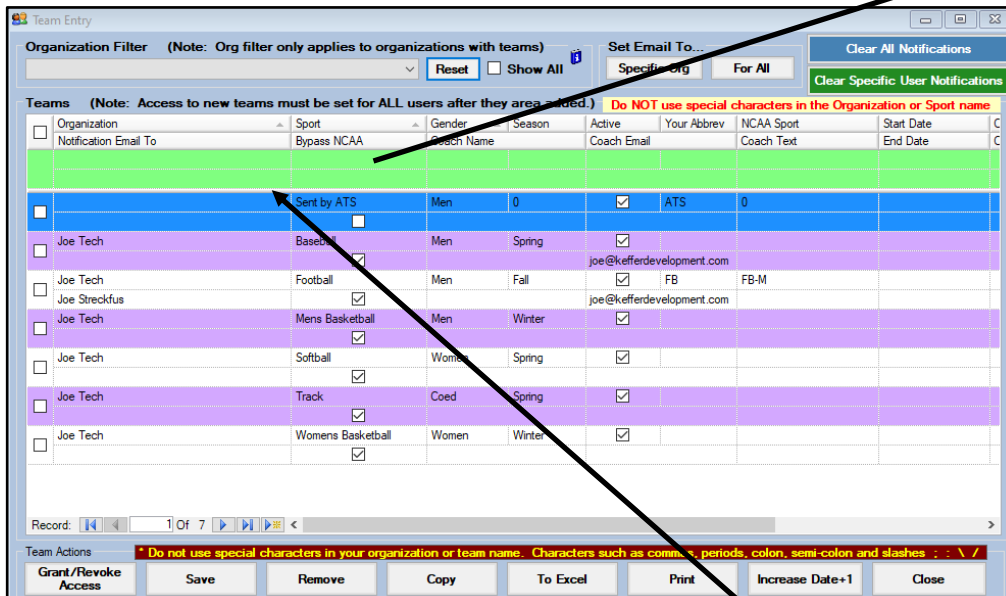 Team Entry
Organization Filter (Note: Org filter only applies to organizations with teams)
Reset Show All
Set Email To...
Specific Org For All
Clear All Notifications
Clear Specific User Notifications
Teams (Note: Access to new teams must be set for ALL users after they area added.) Do NOT use special characters in the Organization or Sport name
Organization Sport Gender Season Active Your Abbrev NCAA Sport Start Date
Notification Email To Bypass NCAA Coach Name Coach Email Coach Text End Date
Sent by ATS Men 0 ATS 0
Joe Tech Baseball Men Spring
joe@kefferdevelopment.com
Joe Tech Football Men Fall FB FB-M
Joe Streckfus joe@kefferdevelopment.com
Joe Tech Mens Basketball Men Winter
Joe Tech Softball Women Spring
Joe Tech Track Coed Spring
Joe Tech Womens Basketball Women Winter
Record: 1 Of 7
Team Actions * Do not use special characters in your organization or team name. Characters such as commas, periods, colon, semi-colon and slashes ; : \ /
Grant/Revoke Access Save Remove Copy To Excel Print Increase Date+1 Close